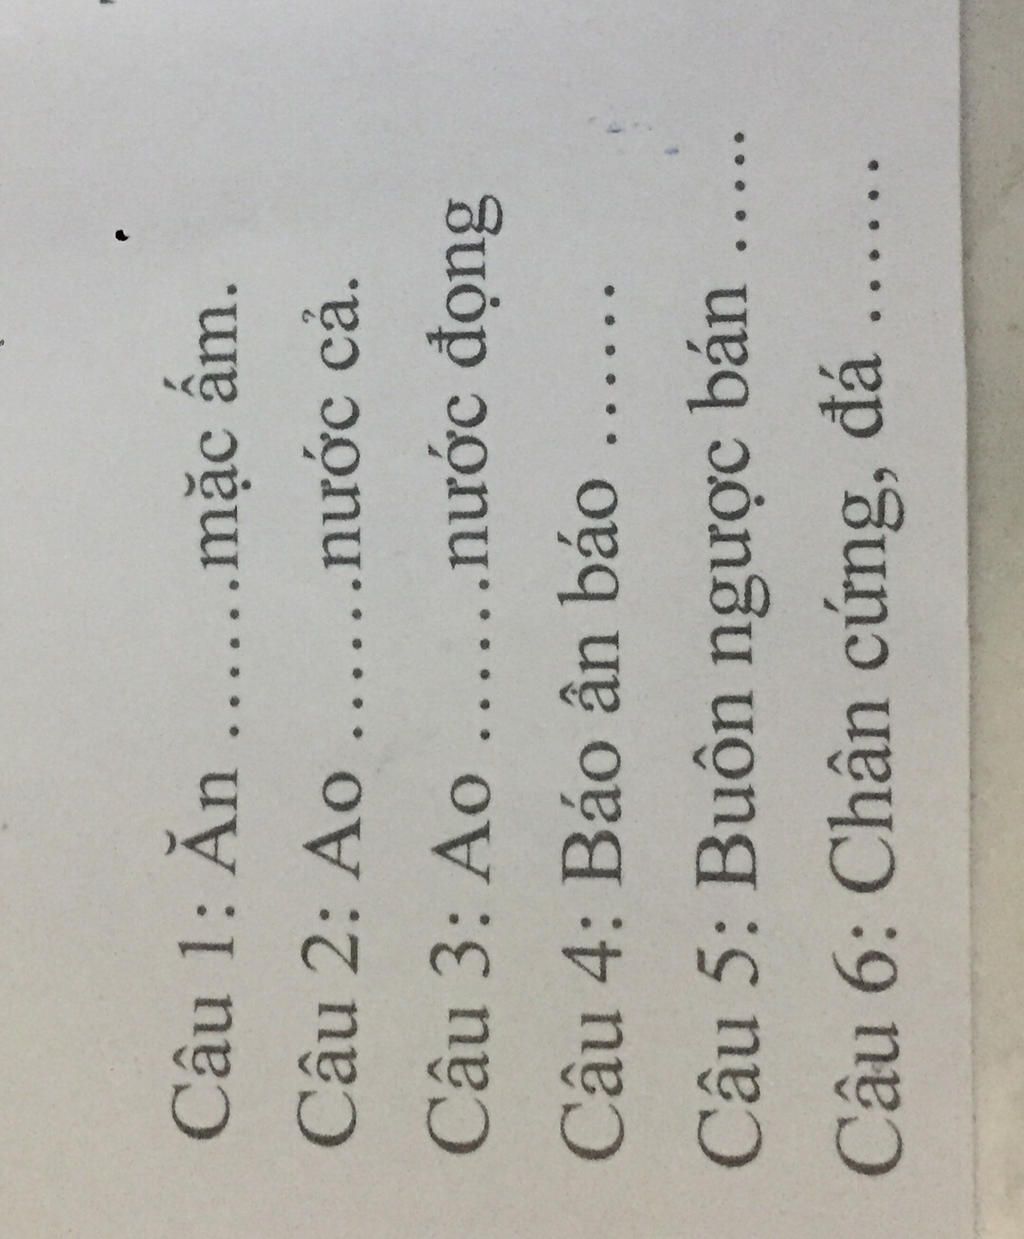 Câu 1: Ăn .......mặc ấm.
Câu 2: Ao .......nước cả.
Câu 3: Ao .......nước đọng
Câu 4: Báo ân báo ......
Câu 5: Buôn ngược bán .....
Câu 6: Chân cứng, đá ......